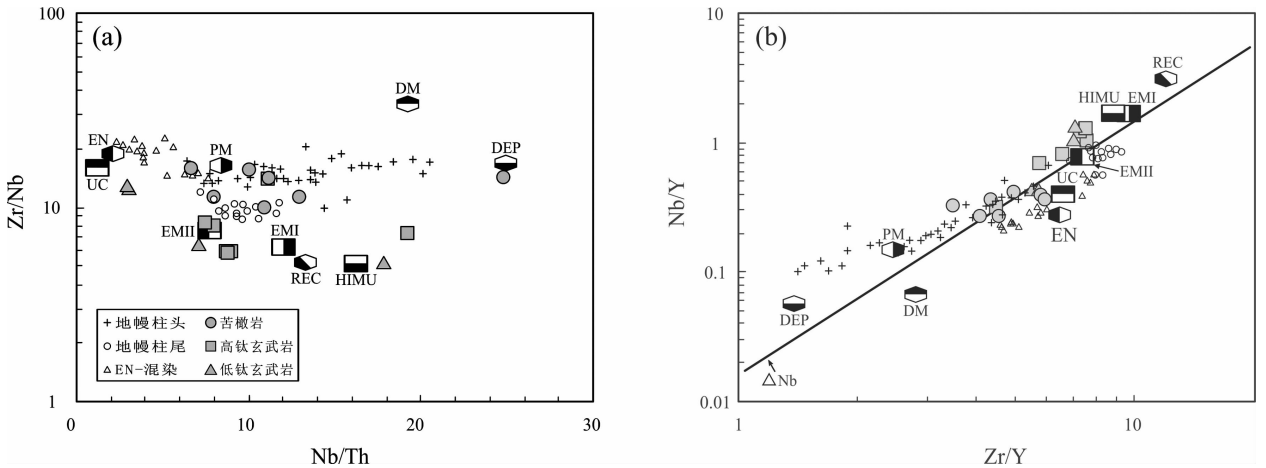 (a)
100
10
1
Zr/Nb
0
10
20
30
Nb/Th
DM
EN
PM
DEP
UC
EMII
EMI
REC
HIMU
地幔柱头
苦橄岩
地幔柱尾
高钛玄武岩
EN-混染
低钛玄武岩
(b)
10
1
0.1
0.01
Nb/Y
1
10
Zr/Y
REC
HIMU
EMI
UC
EMII
EN
PM
DEP
DM
Nb